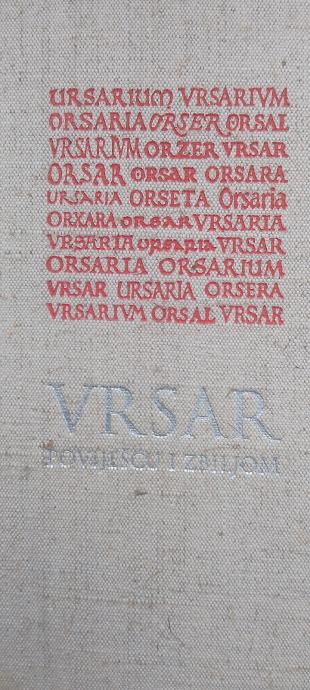 URSARIUM VRSARIVM
ORSARIA ORSER ORSAL
VRSARIVM ORZER VRSAR
ORSAR ORSAR ORSARA
URSARIA ORSETA Orsaria
ORXARA ORSAR VRSARIA
VRSARIA URSARIA VRSAR
ORSARIA ORSARIUM
VRSAR URSARIA ORSERA
VRSARIVM ORSAL VRSAR
VRSAR
POVIJEŠĆU I ZBILJOM